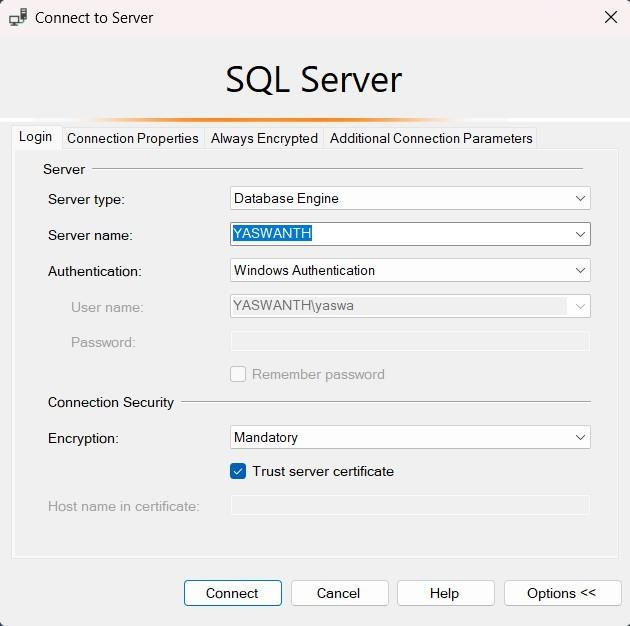 Connect to Server
SQL Server
Login Connection Properties Always Encrypted Additional Connection Parameters
Server
Server type: Database Engine
Server name: YASWANTH
Authentication: Windows Authentication
User name: YASWANTH\yaswa
Password:
Remember password
Connection Security
Encryption: Mandatory
Trust server certificate
Host name in certificate:
Connect Cancel Help Options <<